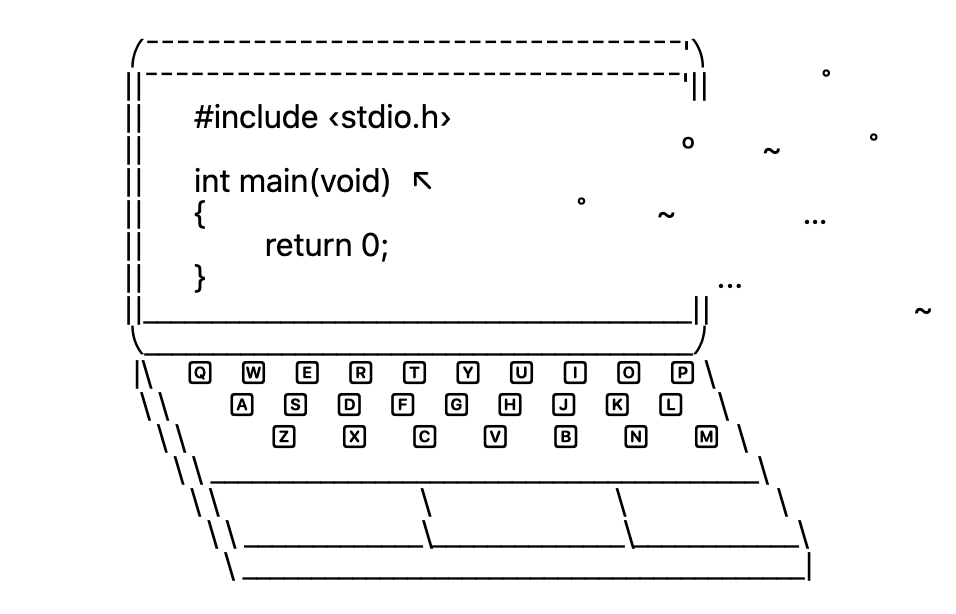 #include ‹stdio.h›
int main(void) ↖
{
return 0;
}
Q W E R T Y U I O P
A S D F G H J K L
Z X C V B N M